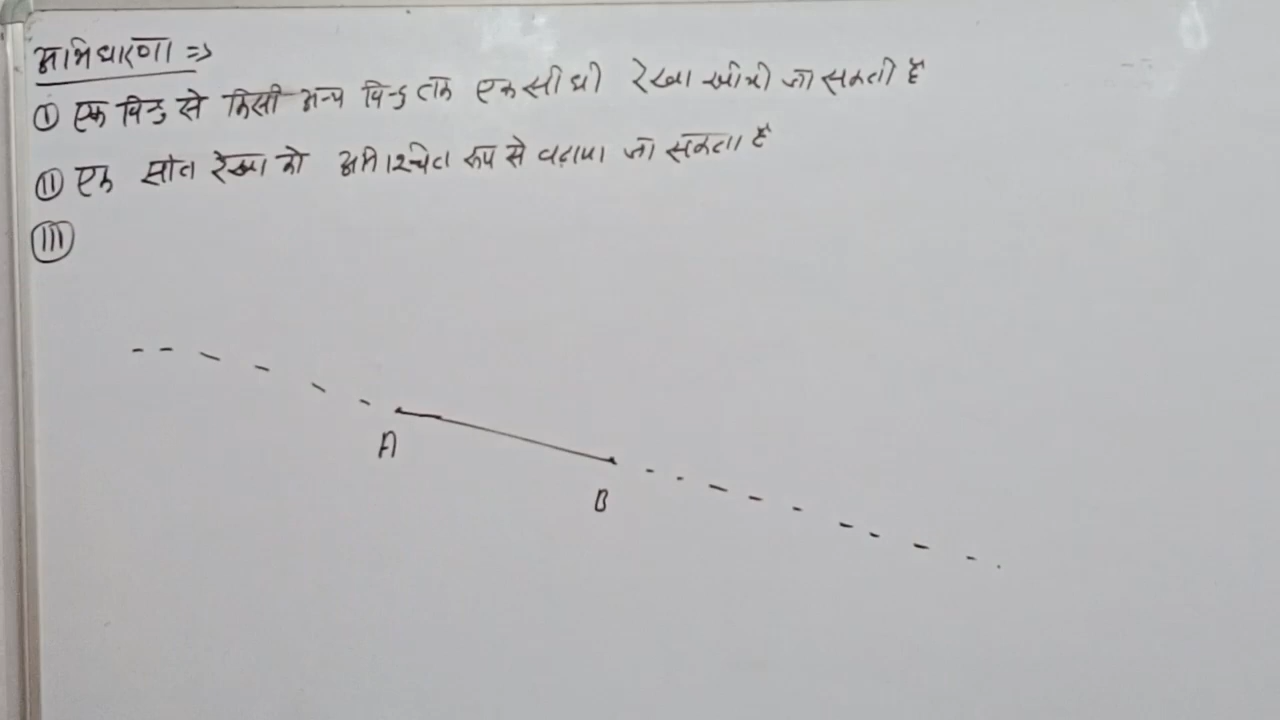 अभिधारणा ⇒
① एक बिन्दु से किसी अन्य बिन्दु तक एक सीधी रेखा खींची जा सकती है
② एक सांत रेखा को अनिश्चित रूप से बढ़ाया जा सकता है
③
A
B